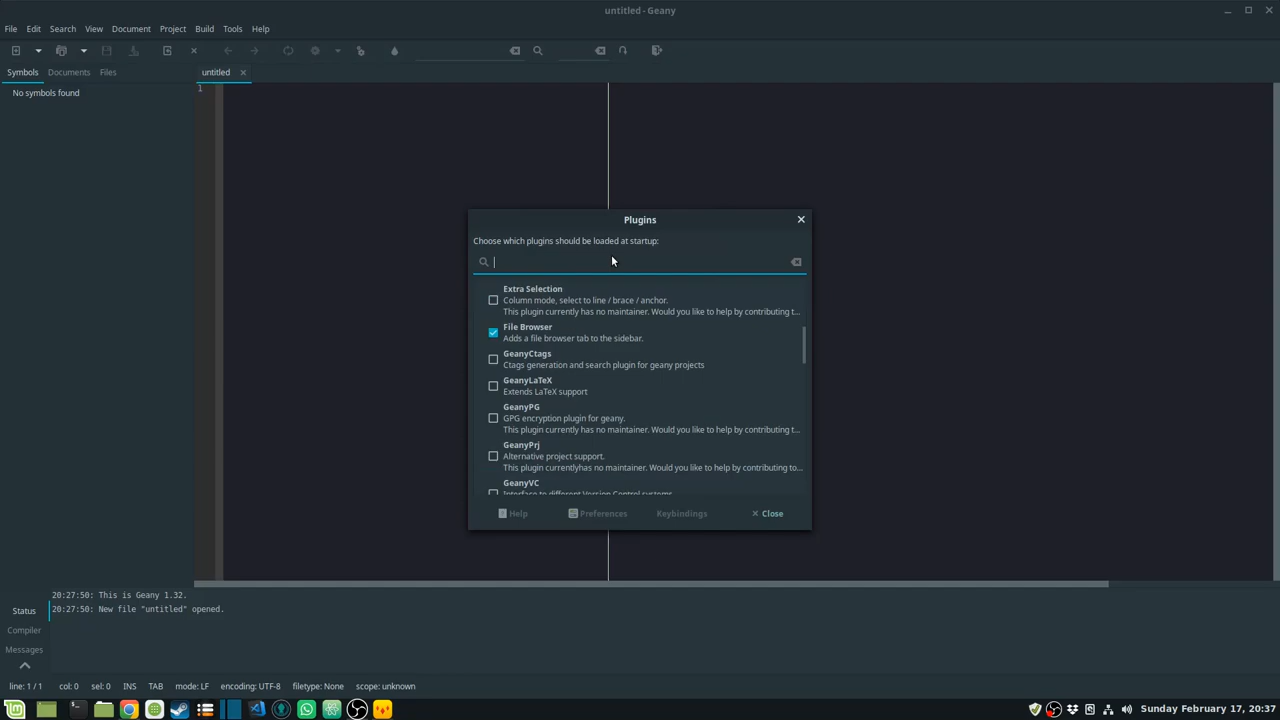 untitled - Geany
File Edit Search View Document Project Build Tools Help
Symbols Documents Files
untitled
No symbols found
1
Plugins
Choose which plugins should be loaded at startup:
Extra Selection
Column mode, select to line / brace / anchor.
This plugin currently has no maintainer. Would you like to help by contributing t...
File Browser
Adds a file browser tab to the sidebar.
GeanyCtags
Ctags generation and search plugin for geany projects
GeanyLaTeX
Extends LaTeX support
GeanyPG
GPG encryption plugin for geany.
This plugin currently has no maintainer. Would you like to help by contributing t...
GeanyPrj
Alternative project support.
This plugin currentlyhas no maintainer. Would you like to help by contributing to...
GeanyVC
Interface to different Version Control systems.
Help Preferences Keybindings Close
Status
Compiler
Messages
20:27:50: This is Geany 1.32.
20:27:50: New file "untitled" opened.
line: 1 / 1 col: 0 sel: 0 INS TAB mode: LF encoding: UTF-8 filetype: None scope: unknown
Sunday February 17, 20:37